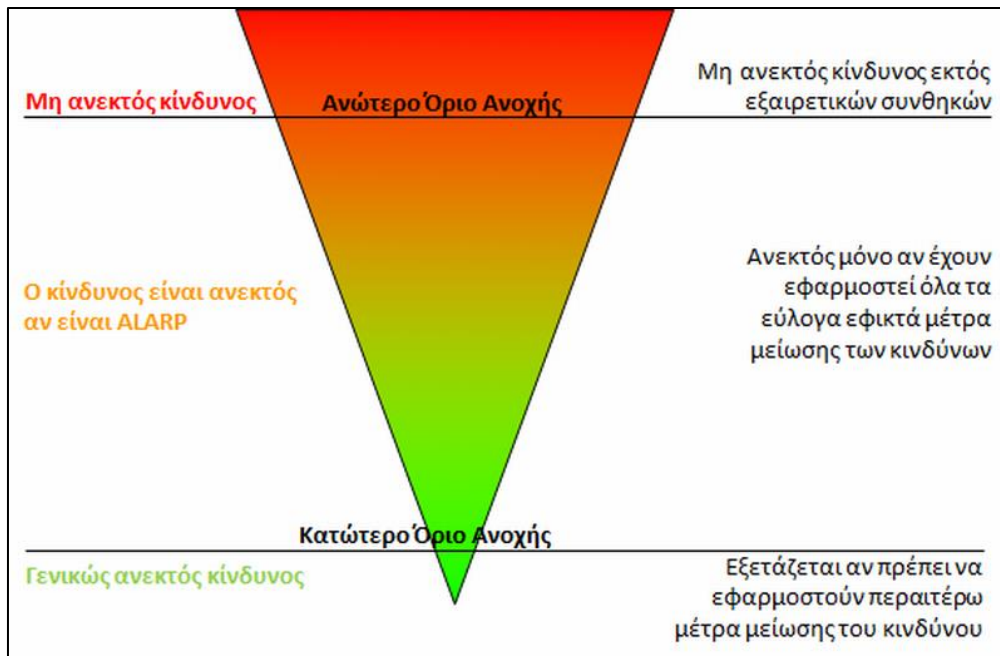 Μη ανεκτός κίνδυνος
Ανώτερο Όριο Ανοχής
Μη ανεκτός κίνδυνος εκτός
εξαιρετικών συνθηκών
Ο κίνδυνος είναι ανεκτός
αν είναι ALARP
Ανεκτός μόνο αν έχουν
εφαρμοστεί όλα τα
εύλογα εφικτά μέτρα
μείωσης των κινδύνων
Κατώτερο Όριο Ανοχής
Γενικώς ανεκτός κίνδυνος
Εξετάζεται αν πρέπει να
εφαρμοστούν περαιτέρω
μέτρα μείωσης του κινδύνου